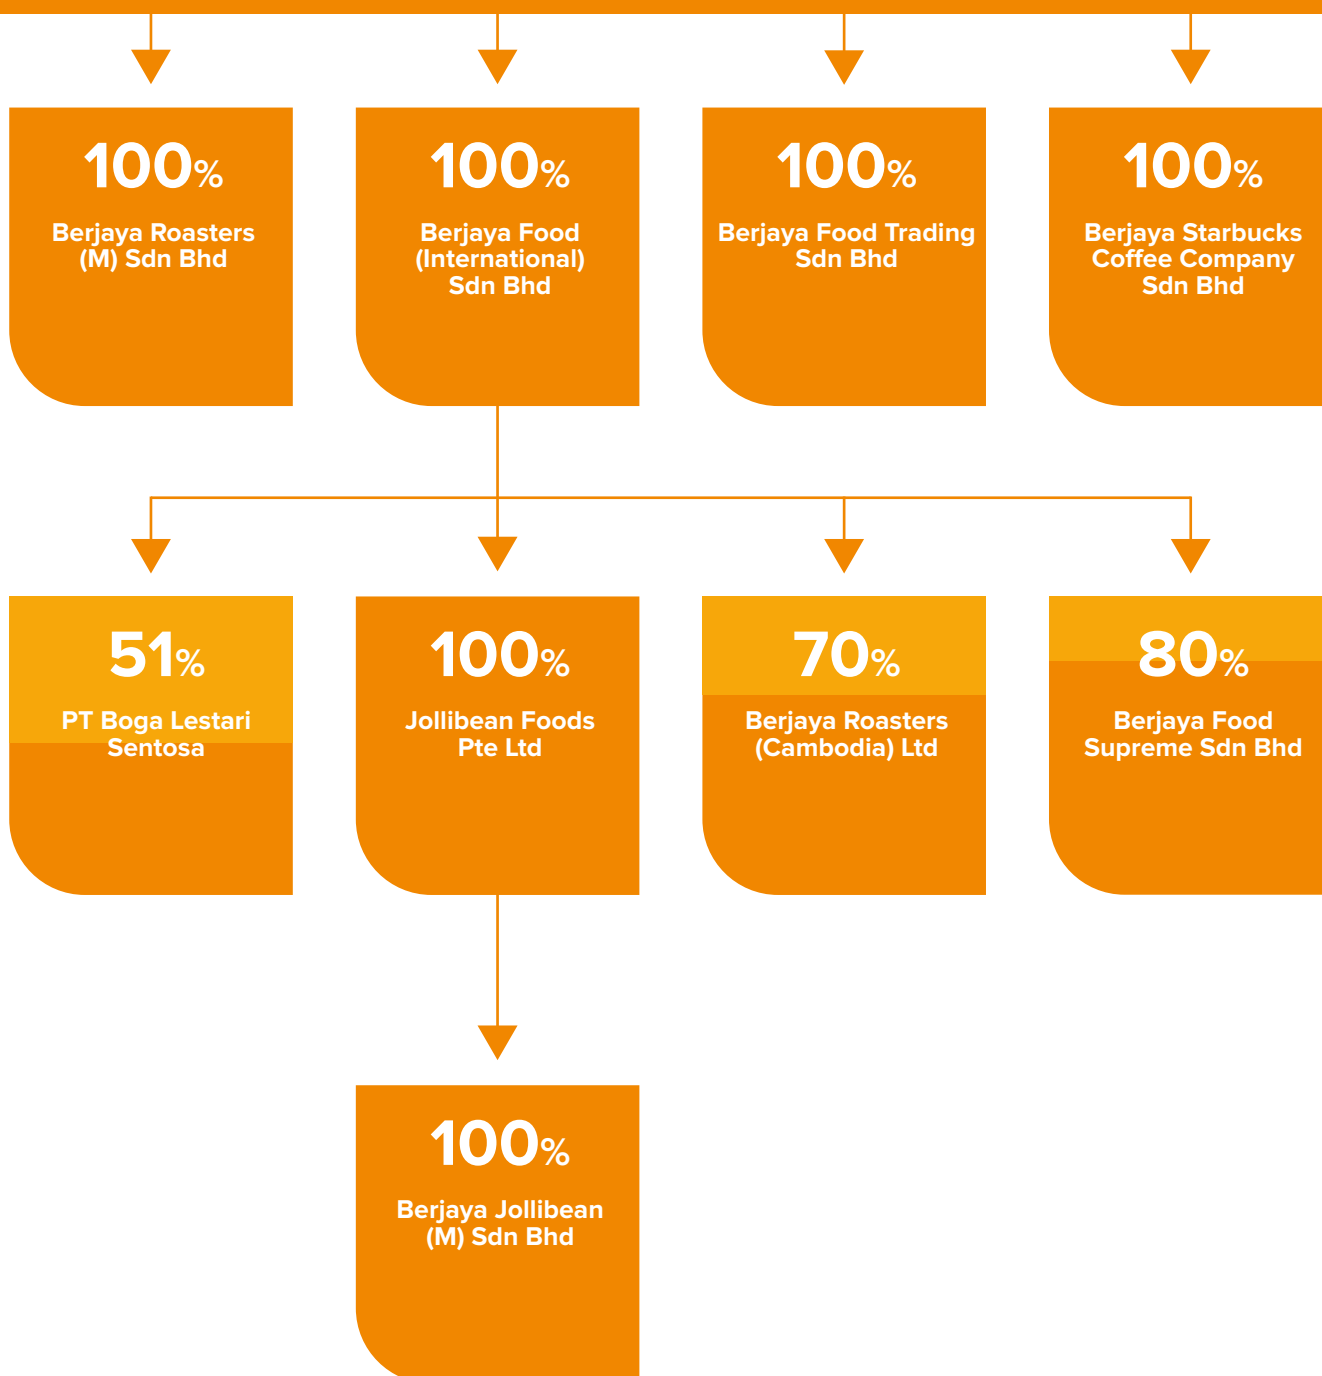 100%
Berjaya Roasters
(M) Sdn Bhd
100%
Berjaya Food
(International)
Sdn Bhd
100%
Berjaya Food Trading
Sdn Bhd
100%
Berjaya Starbucks
Coffee Company
Sdn Bhd
51%
PT Boga Lestari
Sentosa
100%
Jollibean Foods
Pte Ltd
70%
Berjaya Roasters
(Cambodia) Ltd
80%
Berjaya Food
Supreme Sdn Bhd
100%
Berjaya Jollibean
(M) Sdn Bhd